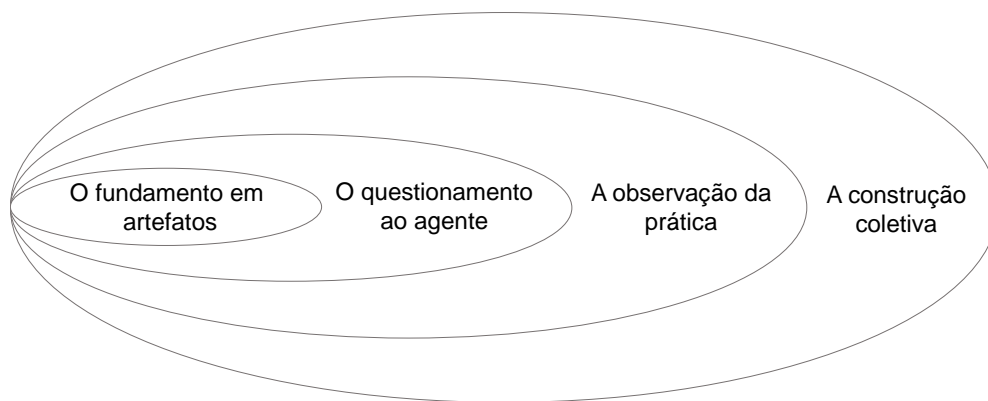 O fundamento em
artefatos
O questionamento
ao agente
A observação da
prática
A construção
coletiva